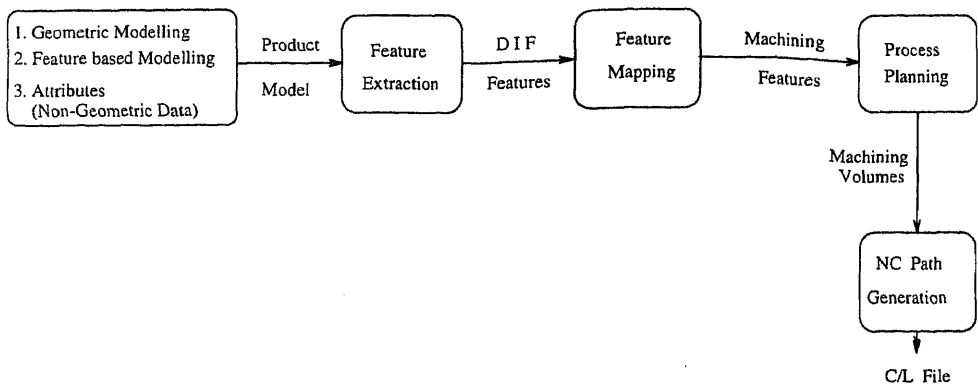 1. Geometric Modelling
2. Feature based Modelling
3. Attributes
(Non-Geometric Data)
Product
Model
Feature
Extraction
D I F
Features
Feature
Mapping
Machining
Features
Process
Planning
Machining
Volumes
NC Path
Generation
C/L File